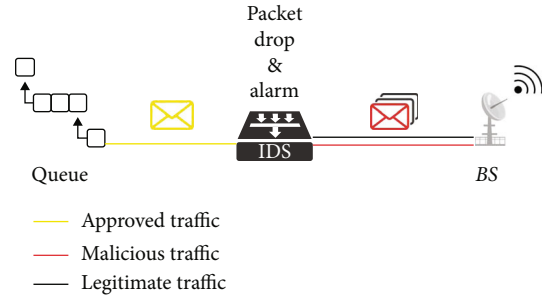 Packet
drop
&
alarm
IDS
Queue
BS
Approved traffic
Malicious traffic
Legitimate traffic